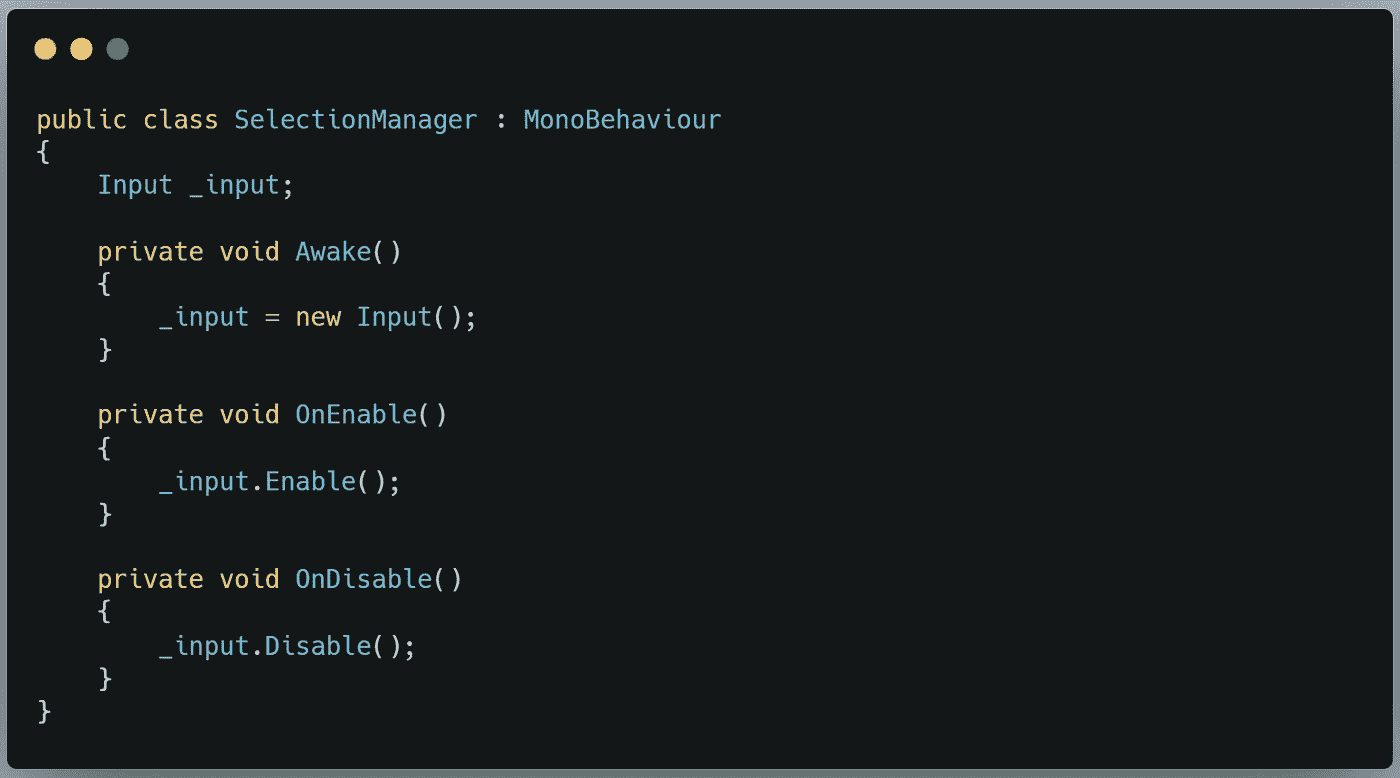 public class SelectionManager : MonoBehaviour
{
    Input _input;

    private void Awake()
    {
        _input = new Input();
    }

    private void OnEnable()
    {
        _input.Enable();
    }

    private void OnDisable()
    {
        _input.Disable();
    }
}